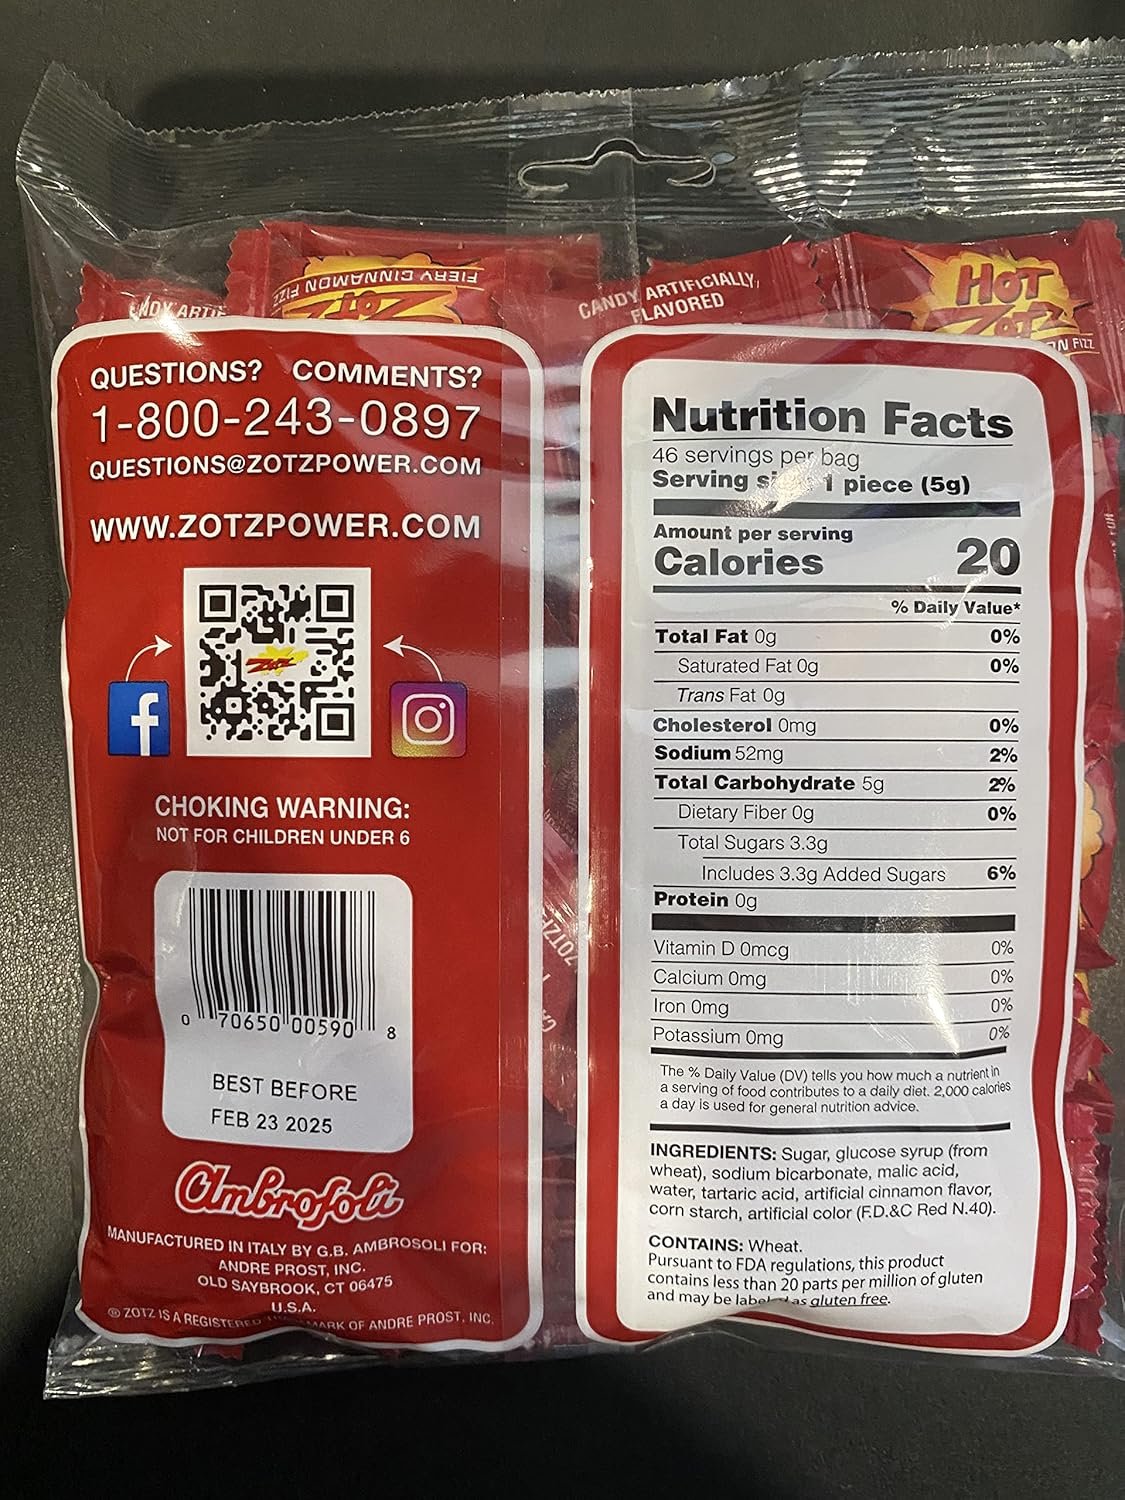 FIERY CINNAMON FIZZ
ZOTZ
CANDY ARTIFICIALLY
FLAVORED
HOT
ZOTZ
FIZZ
QUESTIONS? COMMENTS?
1-800-243-0897
QUESTIONS@ZOTZPOWER.COM
WWW.ZOTZPOWER.COM
ZOTZ
CHOKING WARNING:
NOT FOR CHILDREN UNDER 6
0 70650 00590 8
BEST BEFORE
FEB 23 2025
Ambrosoli
MANUFACTURED IN ITALY BY G.B. AMBROSOLI FOR:
ANDRE PROST, INC.
OLD SAYBROOK, CT 06475
U.S.A.
® ZOTZ IS A REGISTERED TRADEMARK OF ANDRE PROST, INC.
Nutrition Facts
46 servings per bag
Serving size 1 piece (5g)
Amount per serving
Calories 20
% Daily Value*
Total Fat 0g 0%
Saturated Fat 0g 0%
Trans Fat 0g
Cholesterol 0mg 0%
Sodium 52mg 2%
Total Carbohydrate 5g 2%
Dietary Fiber 0g 0%
Total Sugars 3.3g
Includes 3.3g Added Sugars 6%
Protein 0g
Vitamin D 0mcg 0%
Calcium 0mg 0%
Iron 0mg 0%
Potassium 0mg 0%
The % Daily Value (DV) tells you how much a nutrient in
a serving of food contributes to a daily diet. 2,000 calories
a day is used for general nutrition advice.
INGREDIENTS: Sugar, glucose syrup (from
wheat), sodium bicarbonate, malic acid,
water, tartaric acid, artificial cinnamon flavor,
corn starch, artificial color (F.D.&C Red N.40).
CONTAINS: Wheat.
Pursuant to FDA regulations, this product
contains less than 20 parts per million of gluten
and may be labeled as gluten free.